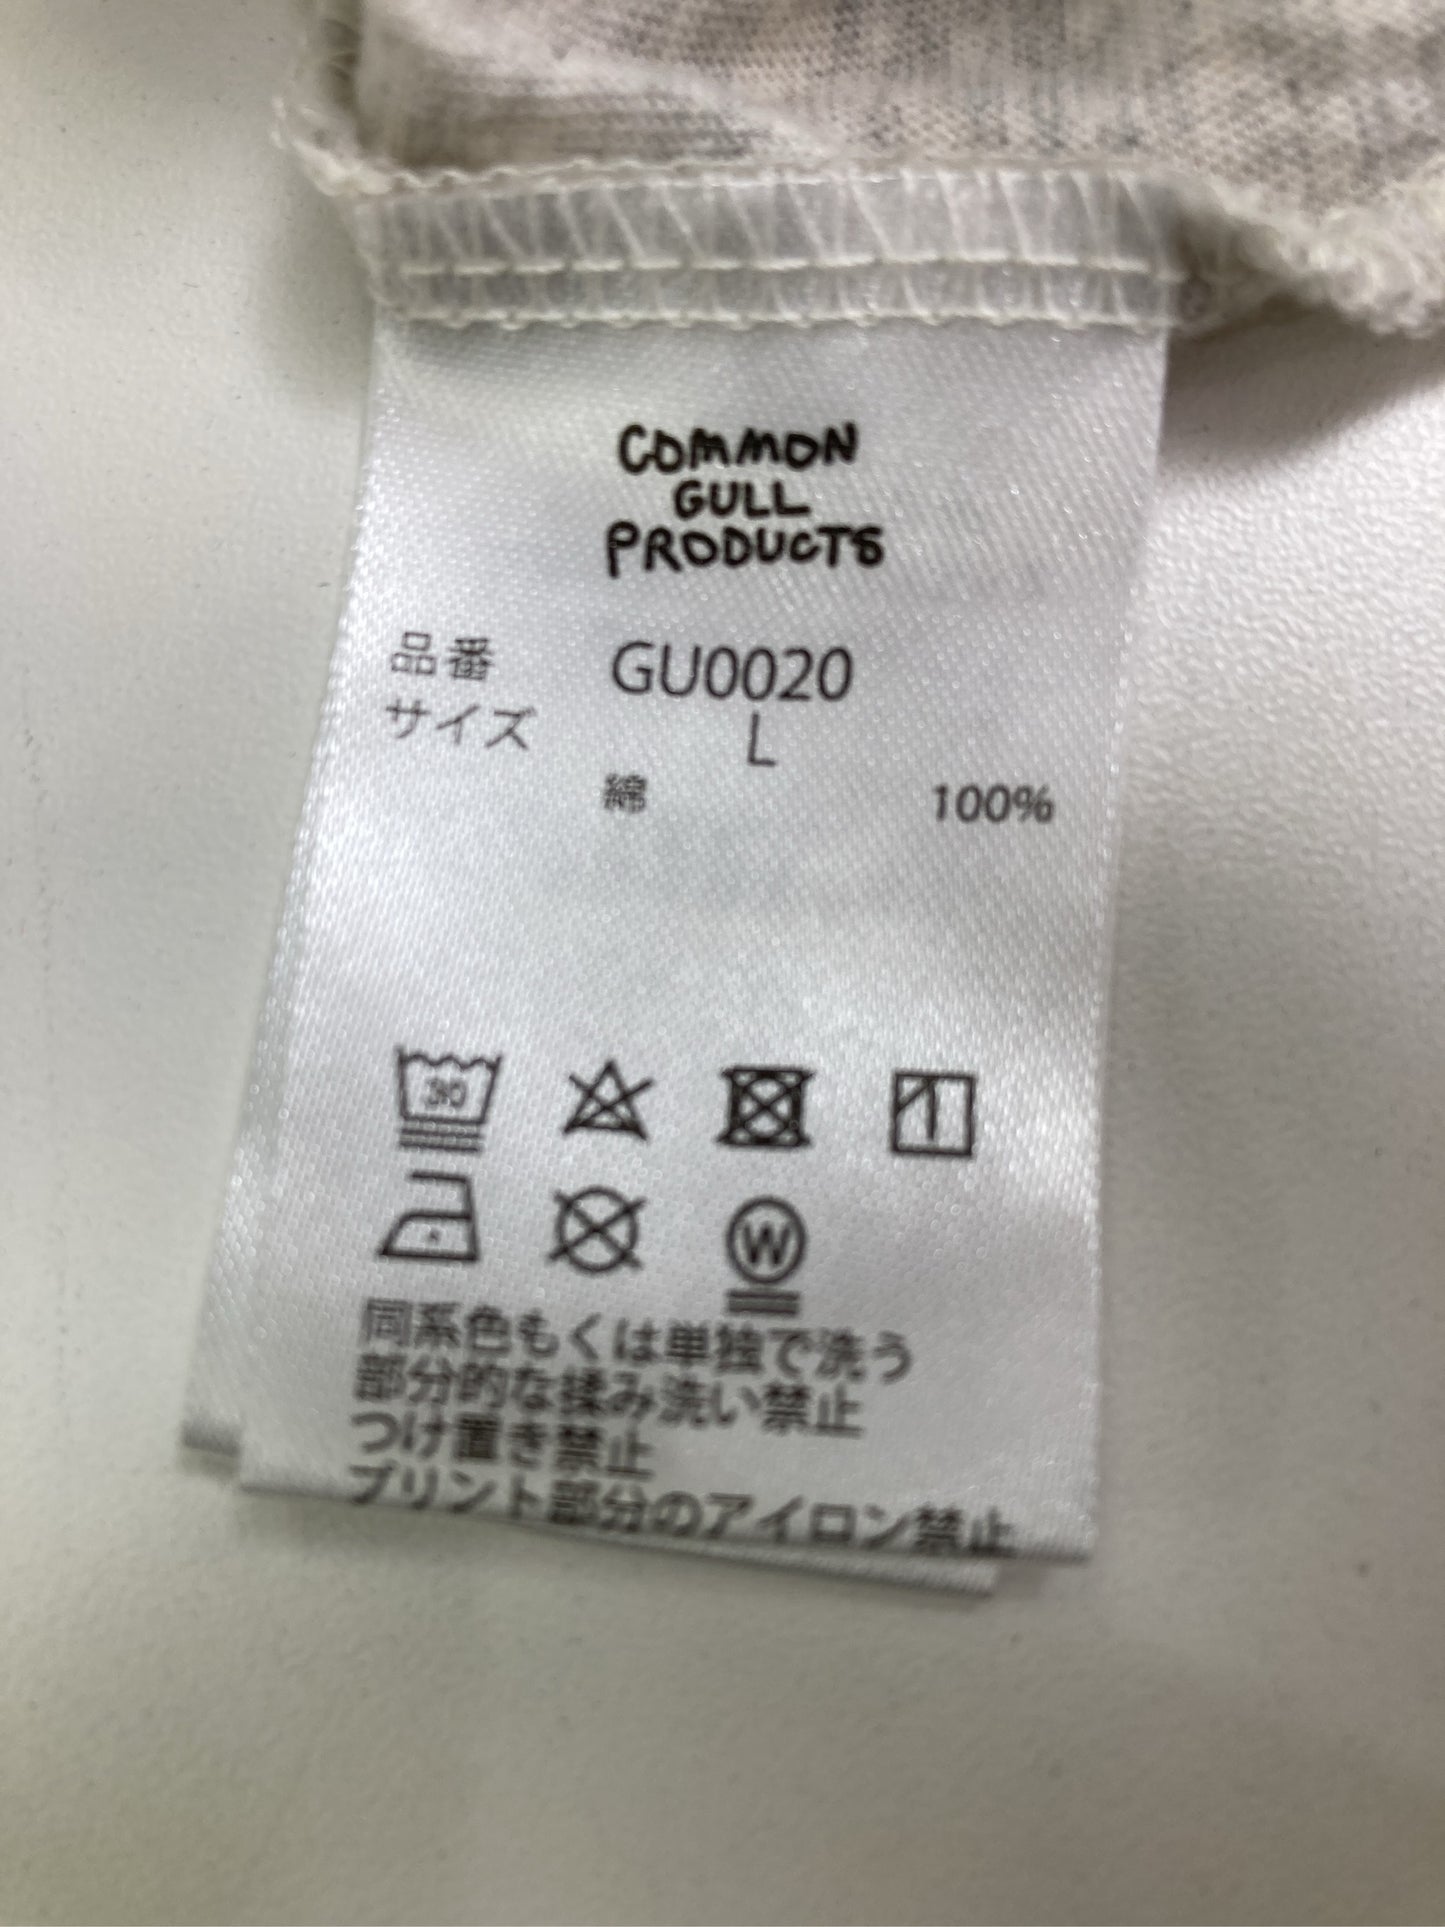 COMMON
GULL
PRODUCTS
品番 GU0020
サイズ L
綿 100%
30
W
同系色もくは単独で洗う
部分的な揉み洗い禁止
つけ置き禁止
プリント部分のアイロン禁止